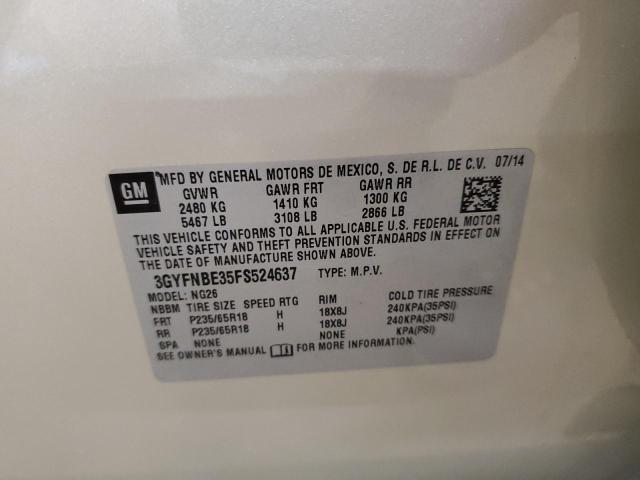 GM
MFD BY GENERAL MOTORS DE MEXICO, S. DE R.L. DE C.V. 07/14
GVWR GAWR FRT GAWR RR
2480 KG 1410 KG 1300 KG
5467 LB 3108 LB 2866 LB
THIS VEHICLE CONFORMS TO ALL APPLICABLE U.S. FEDERAL MOTOR
VEHICLE SAFETY AND THEFT PREVENTION STANDARDS IN EFFECT ON
THE DATE OF MANUFACTURE SHOWN ABOVE.
3GYFNBE35FS524637 TYPE: M.P.V.
MODEL: NG26
NBBM TIRE SIZE SPEED RTG RIM COLD TIRE PRESSURE
FRT P235/65R18 H 18X8J 240KPA(35PSI)
RR P235/65R18 H 18X8J 240KPA(35PSI)
SPA NONE NONE KPA(PSI)
SEE OWNER'S MANUAL FOR MORE INFORMATION.